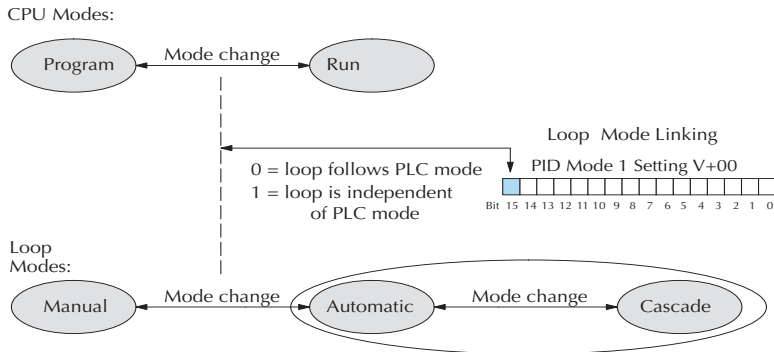 CPU Modes:
Program
Mode change
Run
Loop Mode Linking
0 = loop follows PLC mode
1 = loop is independent
of PLC mode
PID Mode 1 Setting V+00
Bit 15 14 13 12 11 10 9 8 7 6 5 4 3 2 1 0
Loop
Modes:
Manual
Mode change
Automatic
Mode change
Cascade